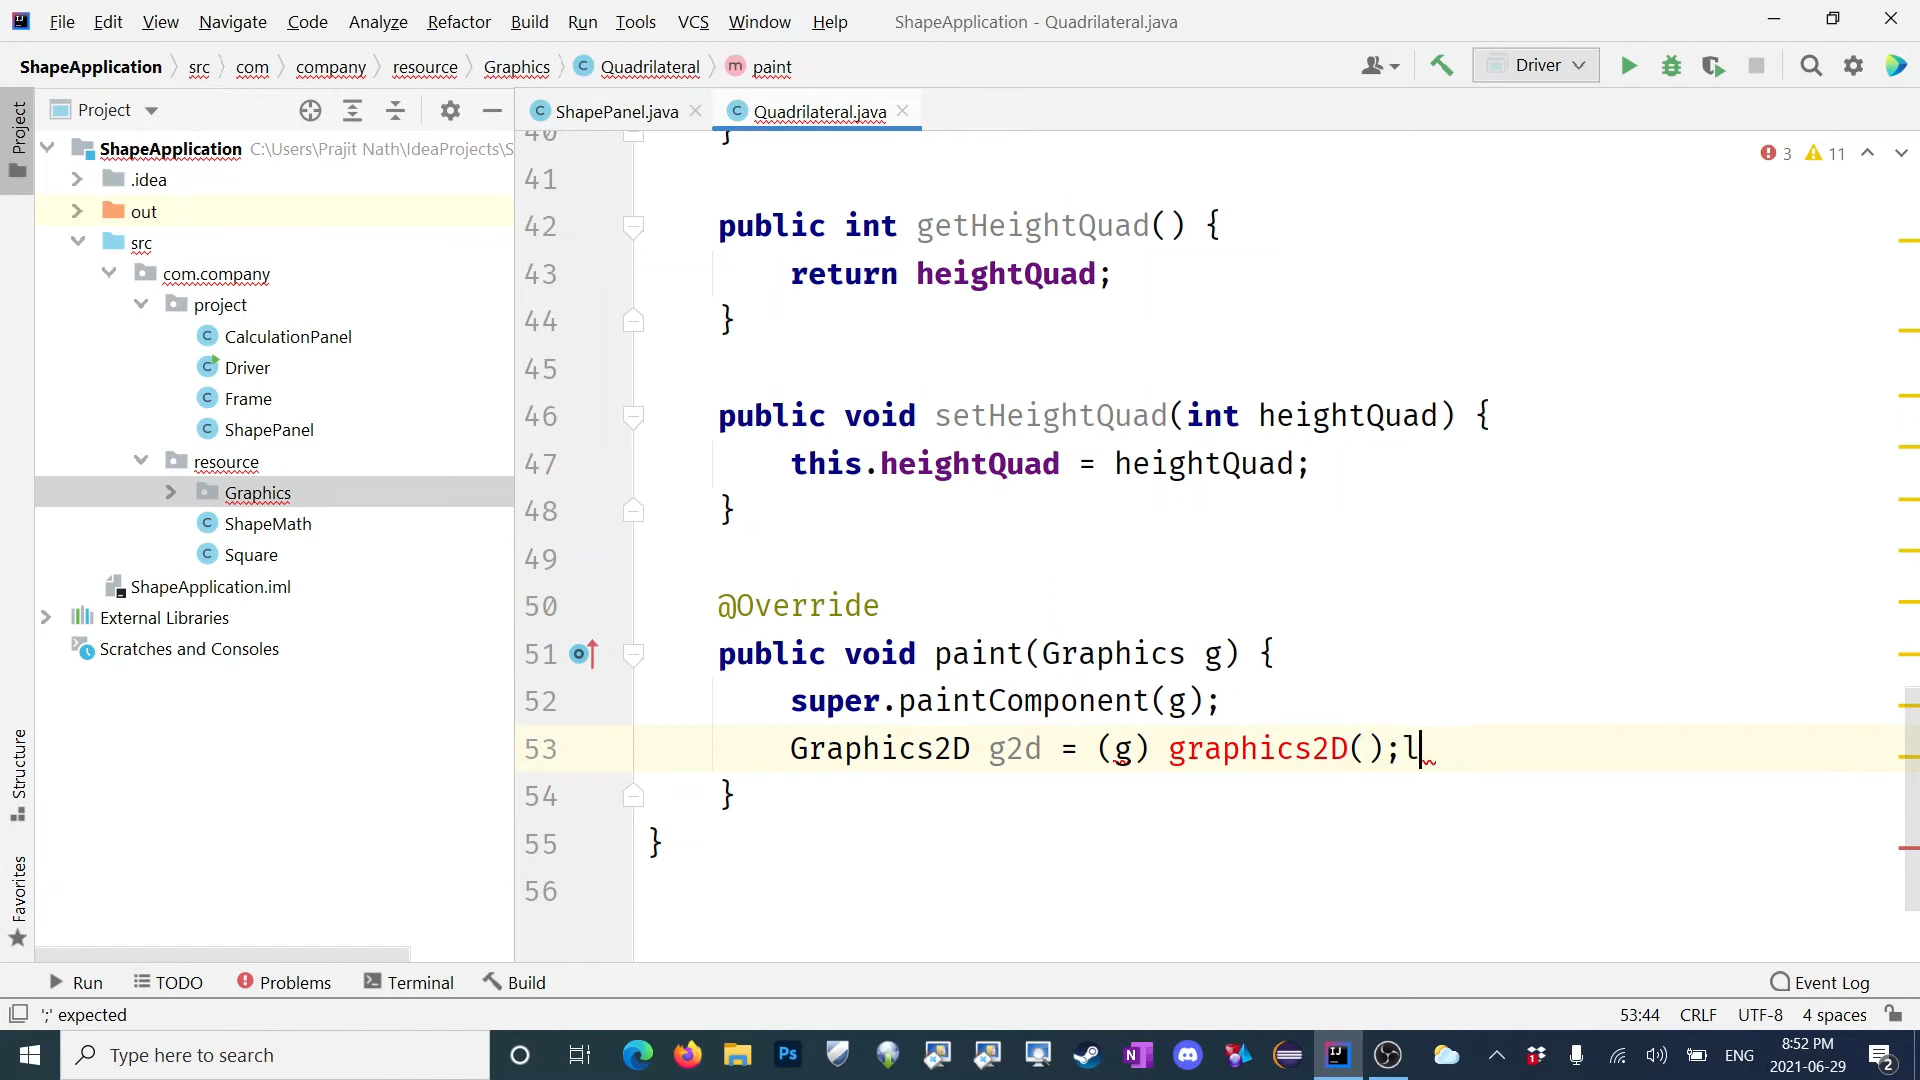 File Edit View Navigate Code Analyze Refactor Build Run Tools VCS Window Help ShapeApplication - Quadrilateral.java
ShapeApplication src com company resource Graphics Quadrilateral paint Driver
Project ShapePanel.java Quadrilateral.java
Project
ShapeApplication C:\Users\Prajit Nath\IdeaProjects\S
.idea
out
src
com.company
project
CalculationPanel
Driver
Frame
ShapePanel
resource
Graphics
ShapeMath
Square
ShapeApplication.iml
External Libraries
Scratches and Consoles
Structure
Favorites
3 11
40 }
41
42 public int getHeightQuad() {
43 return heightQuad;
44 }
45
46 public void setHeightQuad(int heightQuad) {
47 this.heightQuad = heightQuad;
48 }
49
50 @Override
51 public void paint(Graphics g) {
52 super.paintComponent(g);
53 Graphics2D g2d = (g) graphics2D();l
54 }
55 }
56
Run TODO Problems Terminal Build Event Log
';' expected 53:44 CRLF UTF-8 4 spaces
Type here to search ENG 8:52 PM
2021-06-29
2